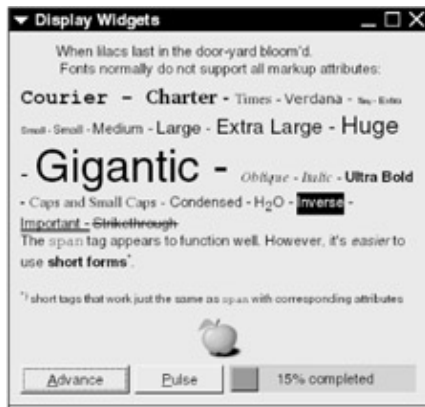 Display Widgets
When lilacs last in the door-yard bloom'd.
Fonts normally do not support all markup attributes:
Courier - Charter - Times - Verdana - Tiny - Extra
Small - Small - Medium - Large - Extra Large - Huge
- Gigantic - Oblique - Italic - Ultra Bold
- Caps and Small Caps - Condensed - H2O - Inverse -
Important - Strikethrough
The span tag appears to function well. However, it's easier to
use short forms*.
*) short tags that work just the same as span with corresponding attributes
Advance Pulse 15% completed